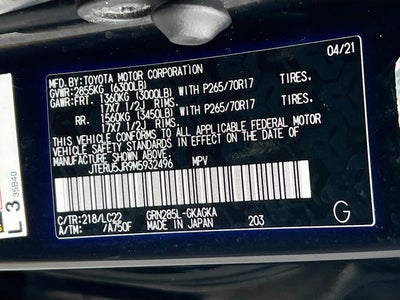 04/21
MFD.BY:TOYOTA MOTOR CORPORATION
GVWR:2855KG (6300LB)
GAWR:FRT. 1360KG (3000LB) WITH P265/70R17 TIRES.
17X7 1/2J RIMS.
RR. 1560KG (3450LB) WITH P265/70R17 TIRES.
17X7 1/2J RIMS.
THIS VEHICLE CONFORMS TO ALL APPLICABLE FEDERAL MOTOR
VEHICLE SAFETY STANDARDS IN EFFECT ON THE DATE OF
MANUFACTURE SHOWN ABOVE.
JTERU5JR9M5932496 MPV
C/TR:218/LC22 GRN285L-GKAGKA
A/TM: /A750F MADE IN JAPAN 203 G
L 3
35B40